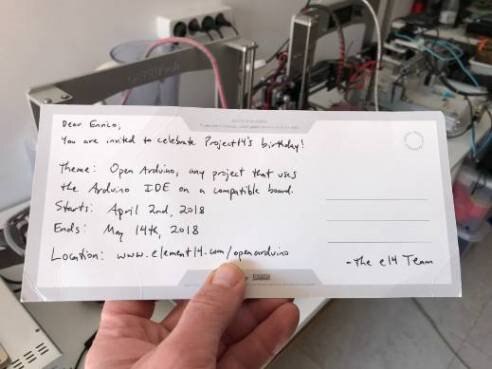 Dear Enrico,
You are invited to celebrate Project14's birthday!
Theme: Open Arduino, any project that uses
the Arduino IDE on a compatible board.
Starts: April 2nd, 2018
Ends: May 14th, 2018
Location: www.element14.com/openarduino
-The e14 Team